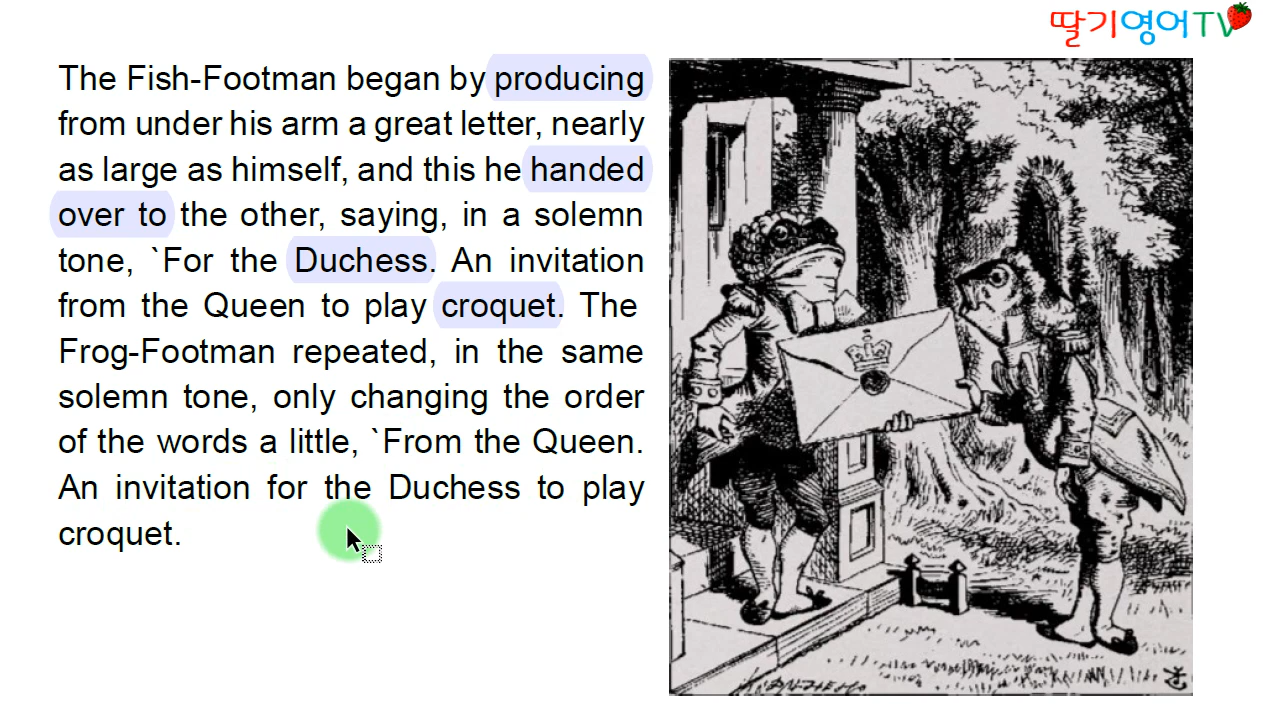 딸기영어TV
The Fish-Footman began by producing
from under his arm a great letter, nearly
as large as himself, and this he handed
over to the other, saying, in a solemn
tone, `For the Duchess. An invitation
from the Queen to play croquet. The
Frog-Footman repeated, in the same
solemn tone, only changing the order
of the words a little, `From the Queen.
An invitation for the Duchess to play
croquet.